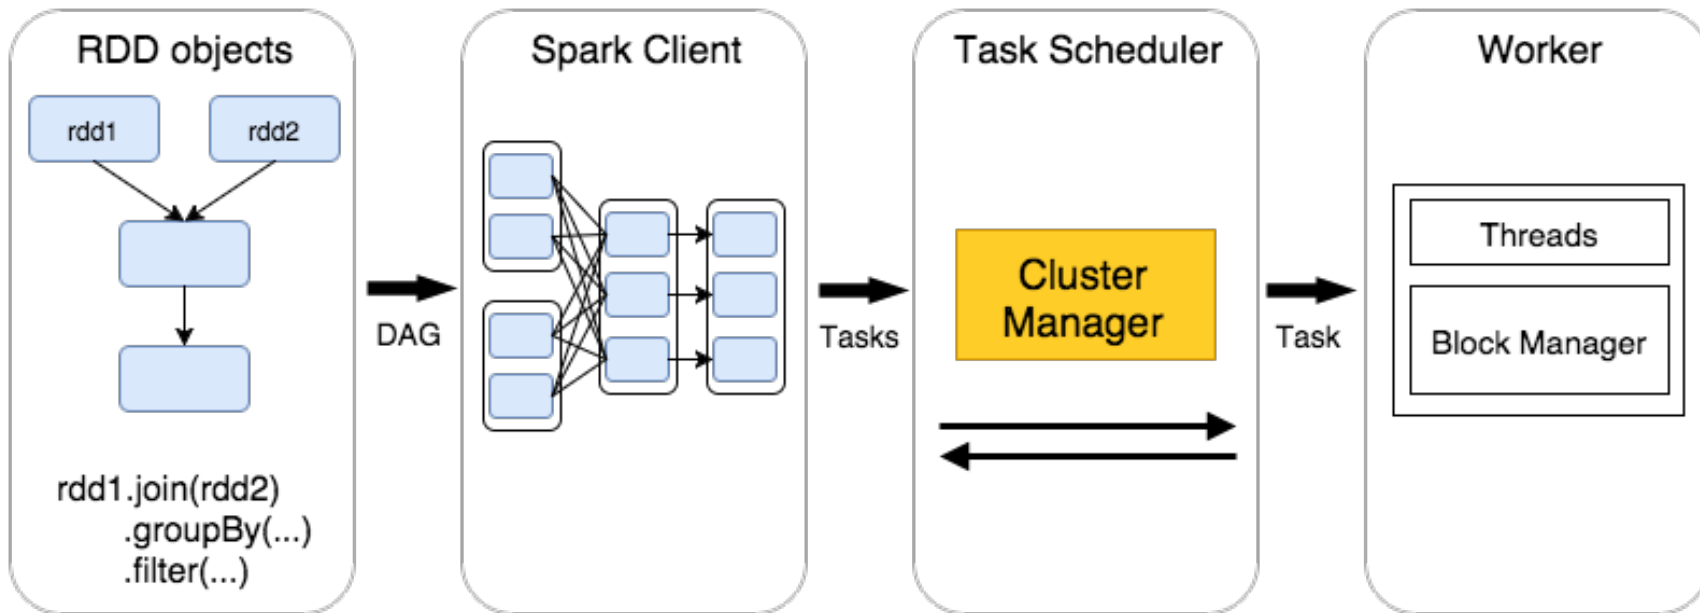 RDD objects
rdd1
rdd2
rdd1.join(rdd2)
.groupBy(...)
.filter(...)
DAG
Spark Client
Tasks
Task Scheduler
Cluster
Manager
Task
Worker
Threads
Block Manager